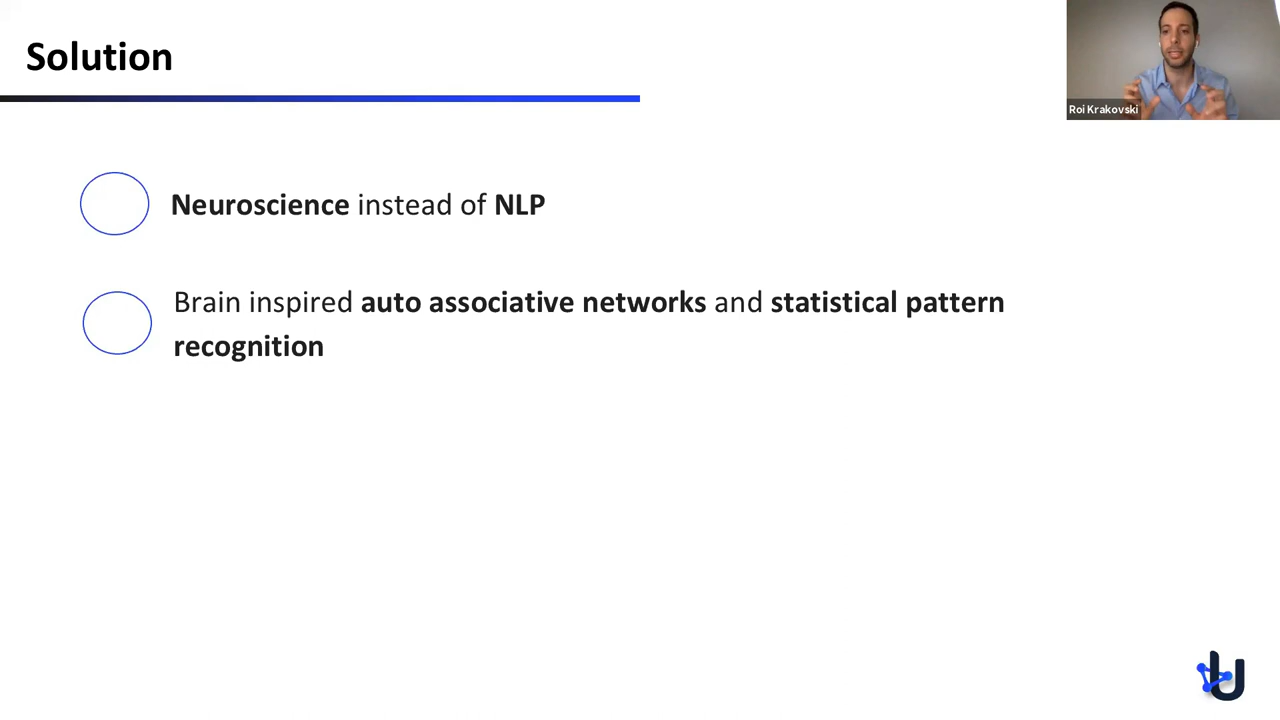 Solution
Roi Krakovski
Neuroscience instead of NLP
Brain inspired auto associative networks and statistical pattern
recognition